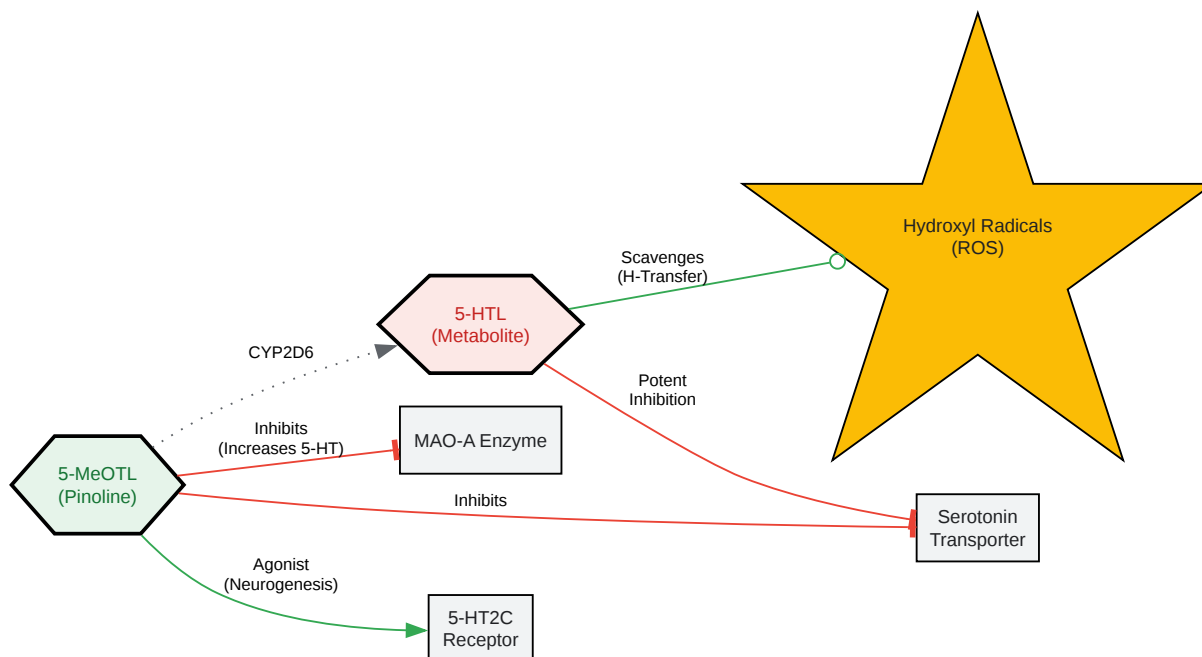 Hydroxyl Radicals
(ROS)
Scavenges
(H-Transfer)
5-HTL
(Metabolite)
CYP2D6
Potent
Inhibition
Inhibits
(Increases 5-HT)
MAO-A Enzyme
5-MeOTL
(Pinoline)
Inhibits
Serotonin
Transporter
Agonist
(Neurogenesis)
5-HT2C
Receptor